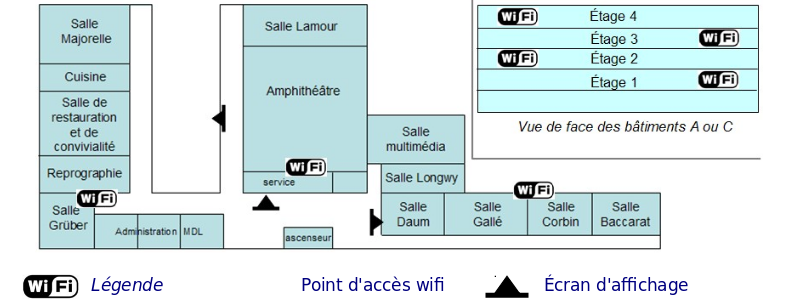 Salle
Majorelle
Cuisine
Salle de
restauration
et de
convivialité
Reprographie
WiFi
Salle
Grüber
Administration
MDL
Salle Lamour
Amphithéâtre
WiFi
service
ascenseur
Salle
multimédia
Salle Longwy
WiFi
Salle
Daum
Salle
Gallé
Salle
Corbin
Salle
Baccarat
WiFi
Étage 4
Étage 3
WiFi
WiFi
Étage 2
Étage 1
WiFi
Vue de face des bâtiments A ou C
WiFi
Légende
Point d'accès wifi
Écran d'affichage